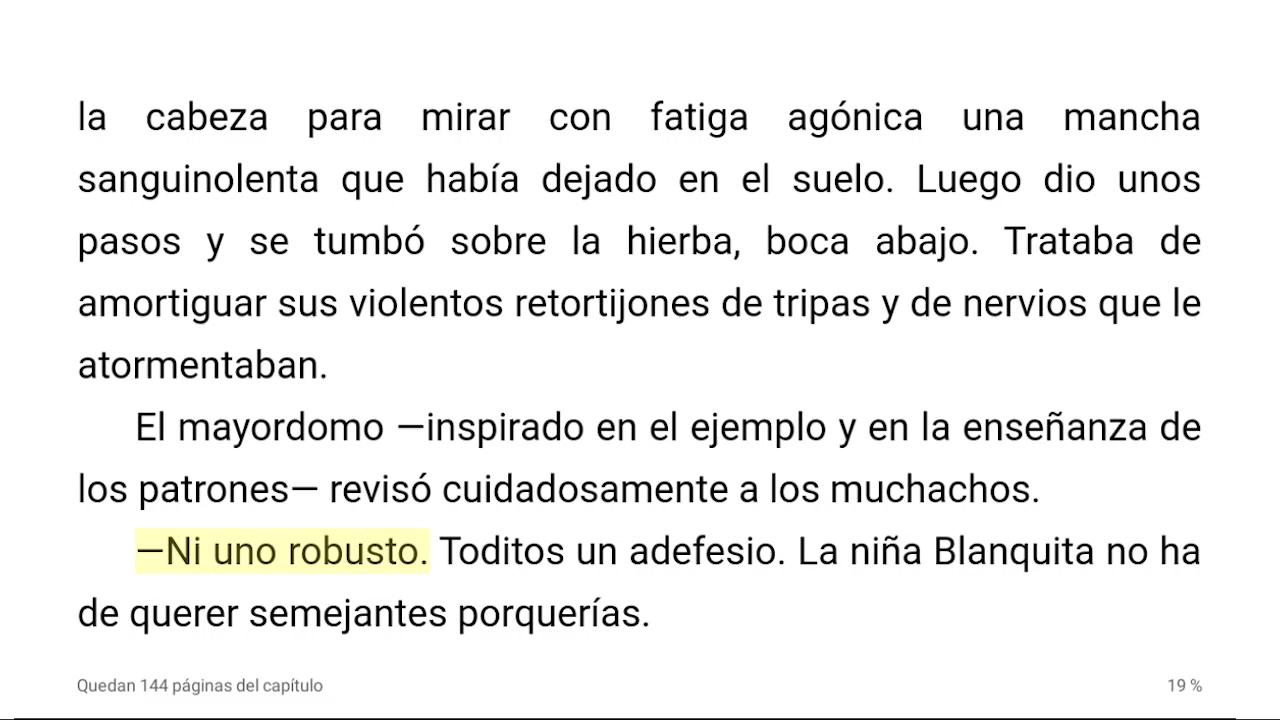 la cabeza para mirar con fatiga agónica una mancha
sanguinolenta que había dejado en el suelo. Luego dio unos
pasos y se tumbó sobre la hierba, boca abajo. Trataba de
amortiguar sus violentos retortijones de tripas y de nervios que le
atormentaban.
El mayordomo —inspirado en el ejemplo y en la enseñanza de
los patrones— revisó cuidadosamente a los muchachos.
—Ni uno robusto. Toditos un adefesio. La niña Blanquita no ha
de querer semejantes porquerías.
Quedan 144 páginas del capítulo 19 %